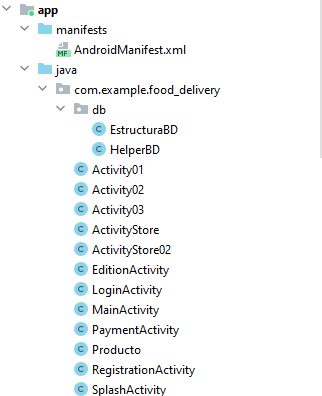 app
manifests
MF AndroidManifest.xml
java
com.example.food_delivery
db
C EstructuraBD
C HelperBD
C Activity01
C Activity02
C Activity03
C ActivityStore
C ActivityStore02
C EditionActivity
C LoginActivity
C MainActivity
C PaymentActivity
C Producto
C RegistrationActivity
C SplashActivity